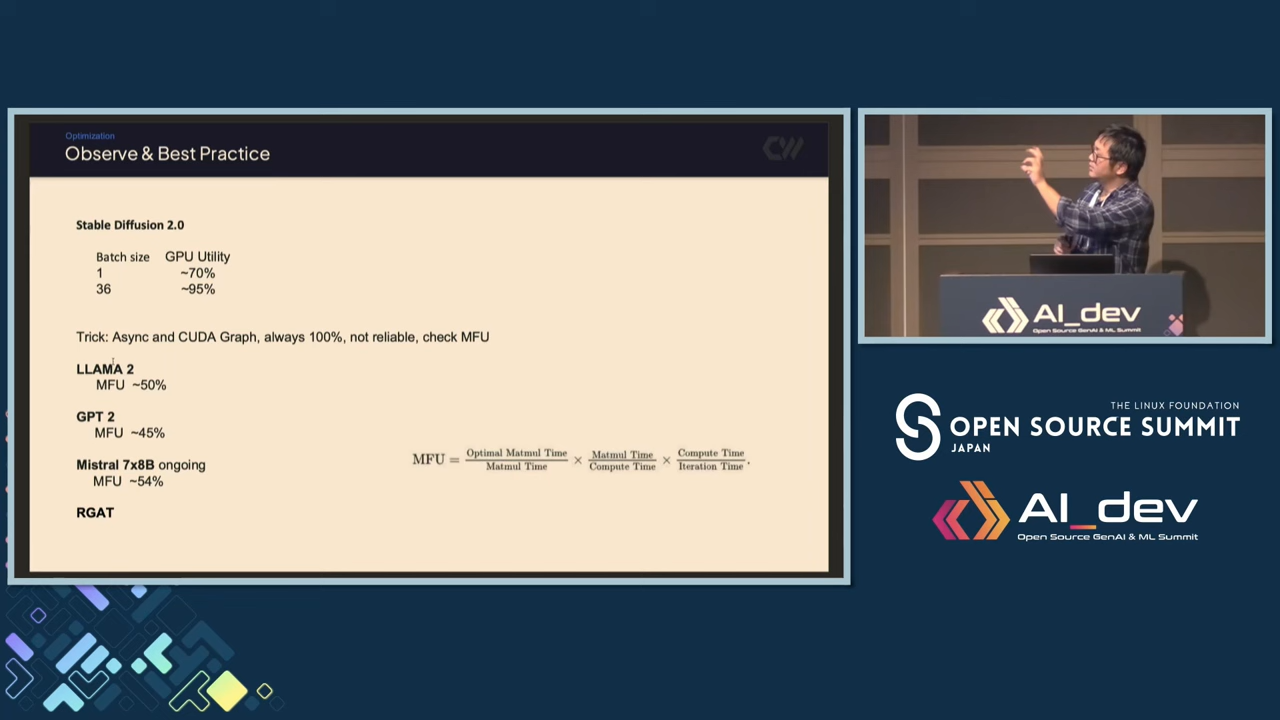 Optimization
Observe & Best Practice
CW
Stable Diffusion 2.0
Batch size GPU Utility
1 ~70%
36 ~95%
Trick: Async and CUDA Graph, always 100%, not reliable, check MFU
LLAMA 2
MFU ~50%
GPT 2
MFU ~45%
Mistral 7x8B ongoing
MFU ~54%
RGAT
MFU = Optimal Matmul Time / Matmul Time × Matmul Time / Compute Time × Compute Time / Iteration Time.
AI_dev
Open Source GenAI & ML Summit
THE LINUX FOUNDATION
OPEN SOURCE SUMMIT
JAPAN
AI_dev
Open Source GenAI & ML Summit